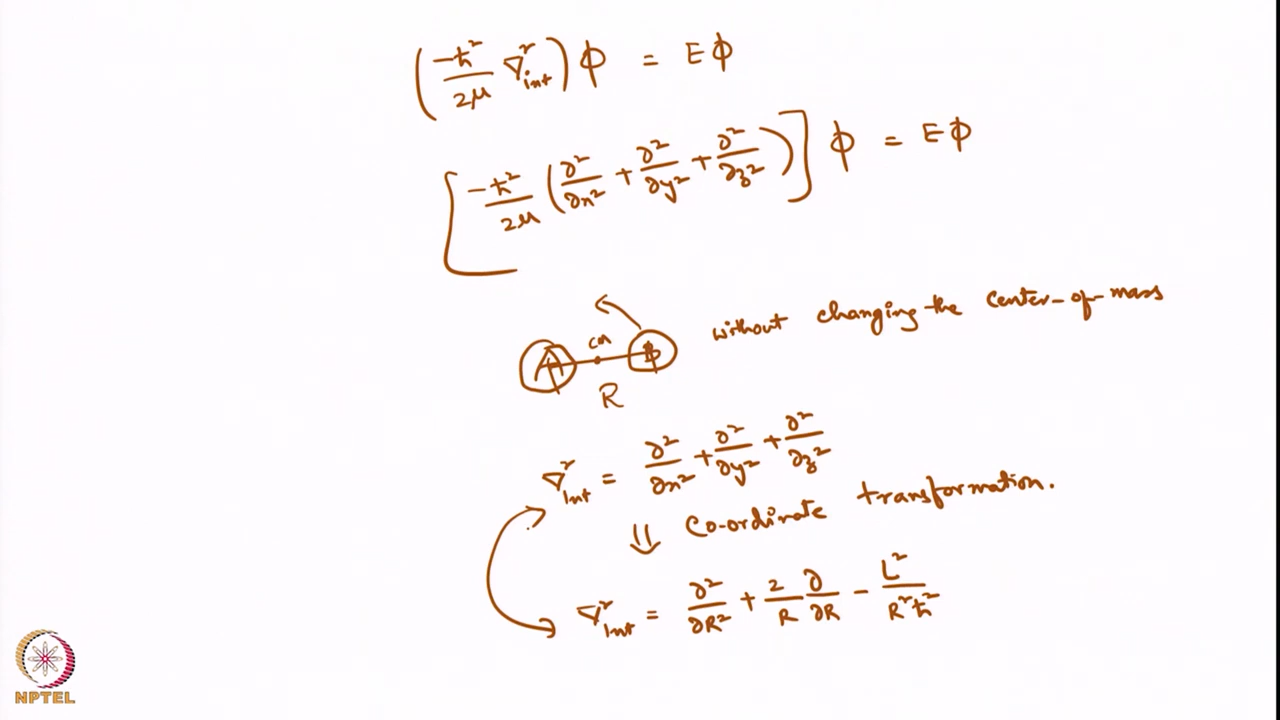 (-ħ²/2μ ∇²int) Φ = EΦ
[-ħ²/2μ (∂²/∂x² + ∂²/∂y² + ∂²/∂z²)] Φ = EΦ
A CM B without changing the center-of-mass
R
∇²int = ∂²/∂x² + ∂²/∂y² + ∂²/∂z²
⇓ Co-ordinate transformation.
∇²int = ∂²/∂R² + 2/R ∂/∂R - L²/R²ħ²
NPTEL